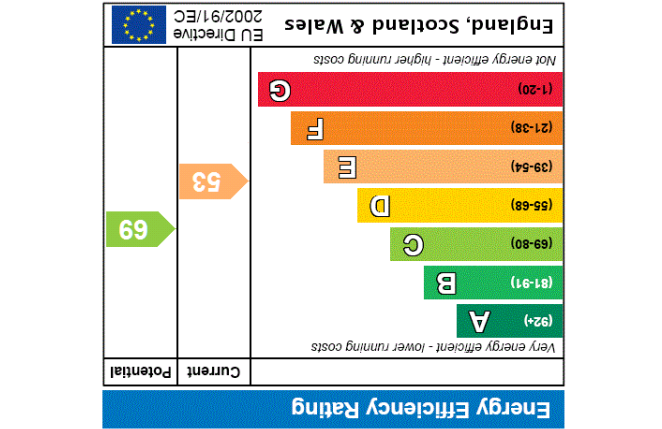 Energy Efficiency Rating
Current Potential
Very energy efficient - lower running costs
(92+) A
(81-91) B
(69-80) C
(55-68) D
(39-54) E
(21-38) F
(1-20) G
53
69
Not energy efficient - higher running costs
England, Scotland & Wales
EU Directive
2002/91/EC